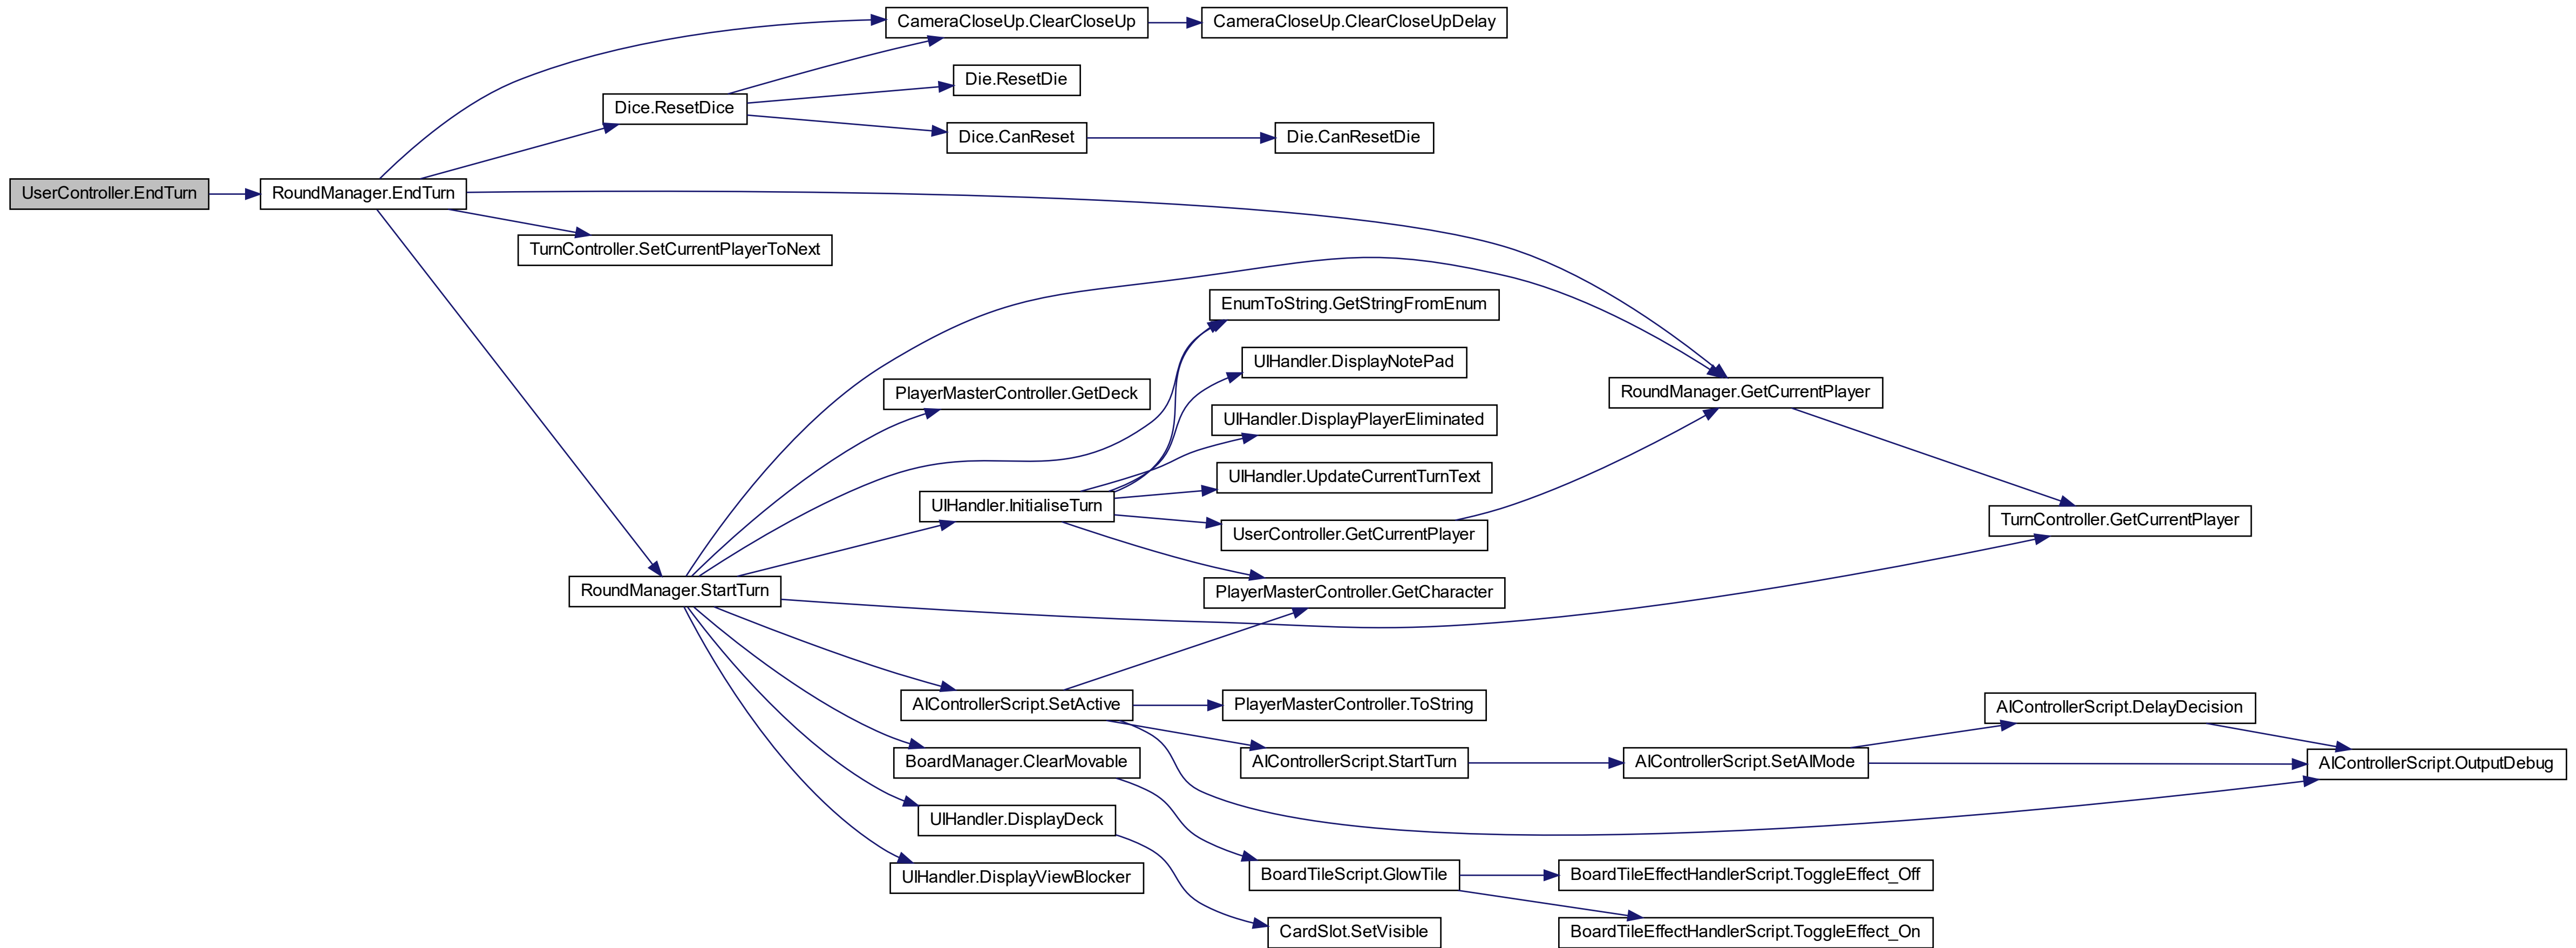 CameraCloseUp.ClearCloseUp
CameraCloseUp.ClearCloseUpDelay
Die.ResetDie
Dice.ResetDice
Dice.CanReset
Die.CanResetDie
UserController.EndTurn
RoundManager.EndTurn
TurnController.SetCurrentPlayerToNext
EnumToString.GetStringFromEnum
UIHandler.DisplayNotePad
PlayerMasterController.GetDeck
RoundManager.GetCurrentPlayer
UIHandler.DisplayPlayerEliminated
UIHandler.UpdateCurrentTurnText
UIHandler.InitialiseTurn
UserController.GetCurrentPlayer
TurnController.GetCurrentPlayer
RoundManager.StartTurn
PlayerMasterController.GetCharacter
AIControllerScript.SetActive
PlayerMasterController.ToString
AIControllerScript.DelayDecision
BoardManager.ClearMovable
AIControllerScript.StartTurn
AIControllerScript.SetAIMode
AIControllerScript.OutputDebug
UIHandler.DisplayDeck
UIHandler.DisplayViewBlocker
BoardTileScript.GlowTile
BoardTileEffectHandlerScript.ToggleEffect_Off
CardSlot.SetVisible
BoardTileEffectHandlerScript.ToggleEffect_On